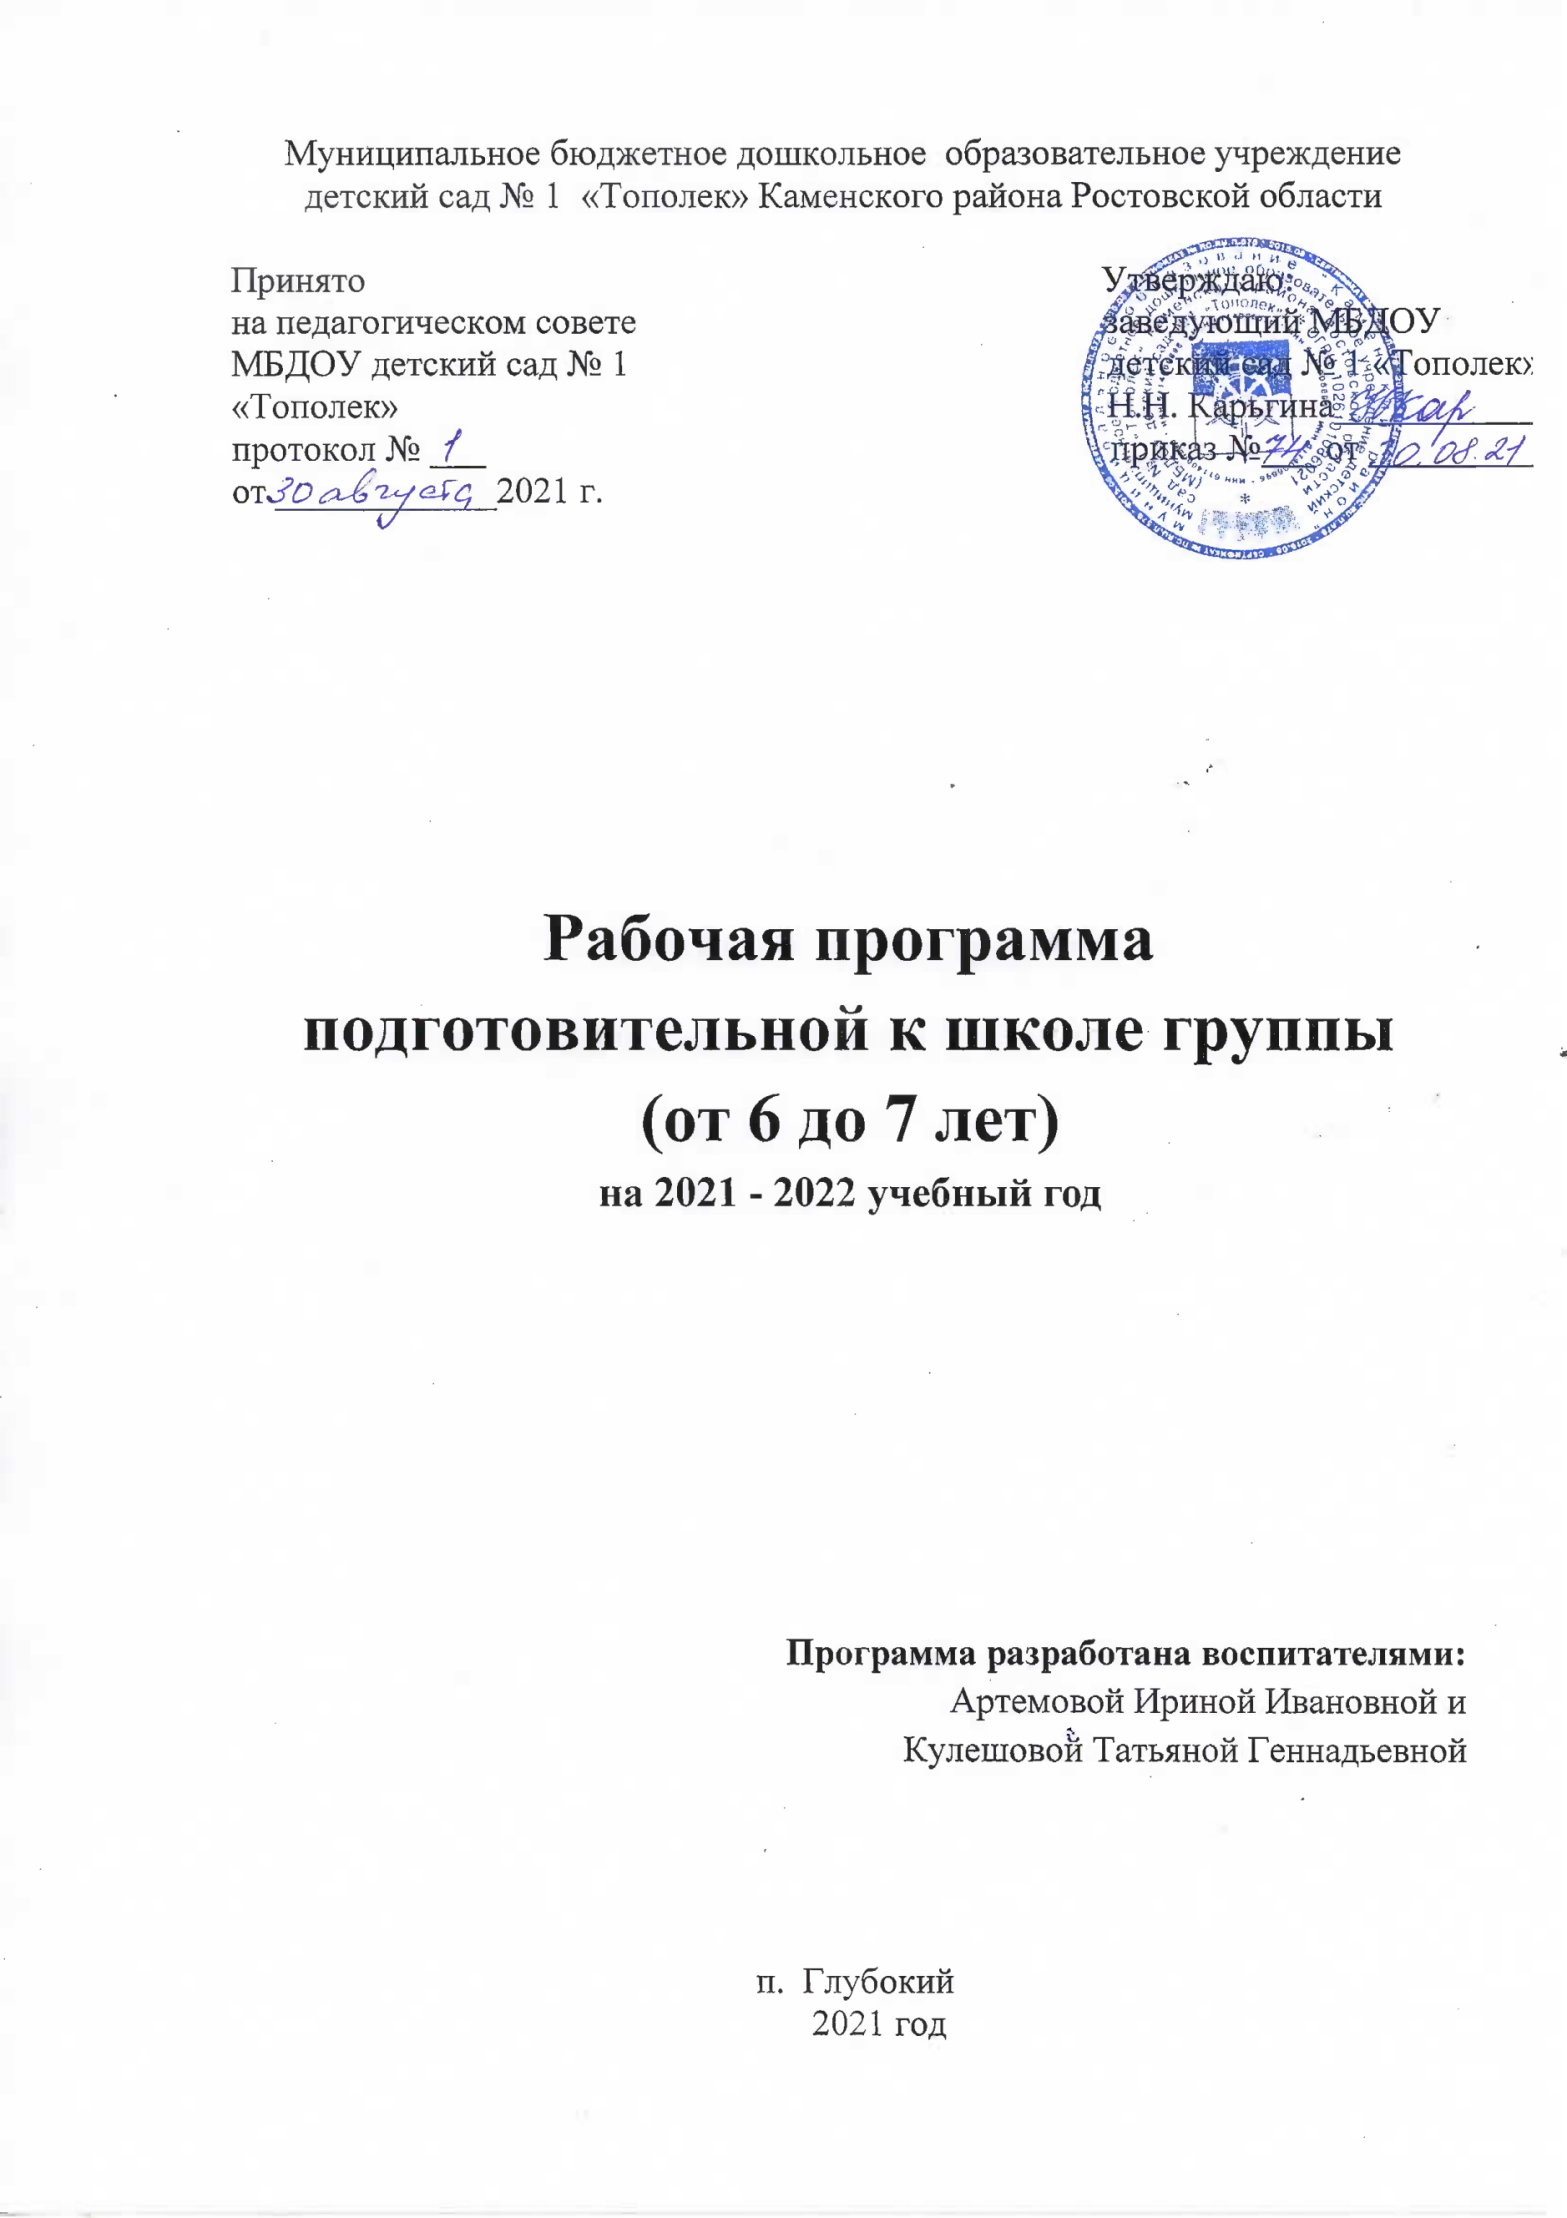 Муниципальное бюджетное дошкольное образовательное учреждение
детский сад № 1 «Тополек» Каменского района Ростовской области
Принято
на педагогическом совете
МБДОУ детский сад № 1
«Тополек»
протокол № 1
от 30 августа 2021 г.
Утверждаю:
заведующий МБДОУ
детский сад № 1 «Тополек»
Н.Н. Карьгина
приказ № 74 от 30.08.21
Рабочая программа
подготовительной к школе группы
(от 6 до 7 лет)
на 2021 - 2022 учебный год
Программа разработана воспитателями:
Артемовой Ириной Ивановной и
Кулешовой Татьяной Геннадьевной
п. Глубокий
2021 год